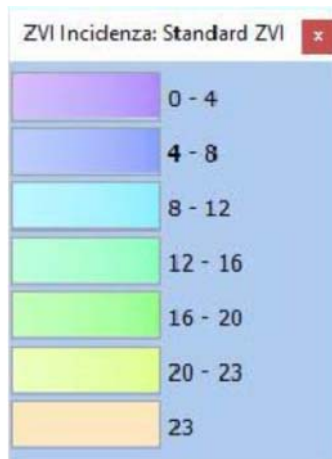 ZVI Incidenza: Standard ZVI x
0 - 4
4 - 8
8 - 12
12 - 16
16 - 20
20 - 23
23